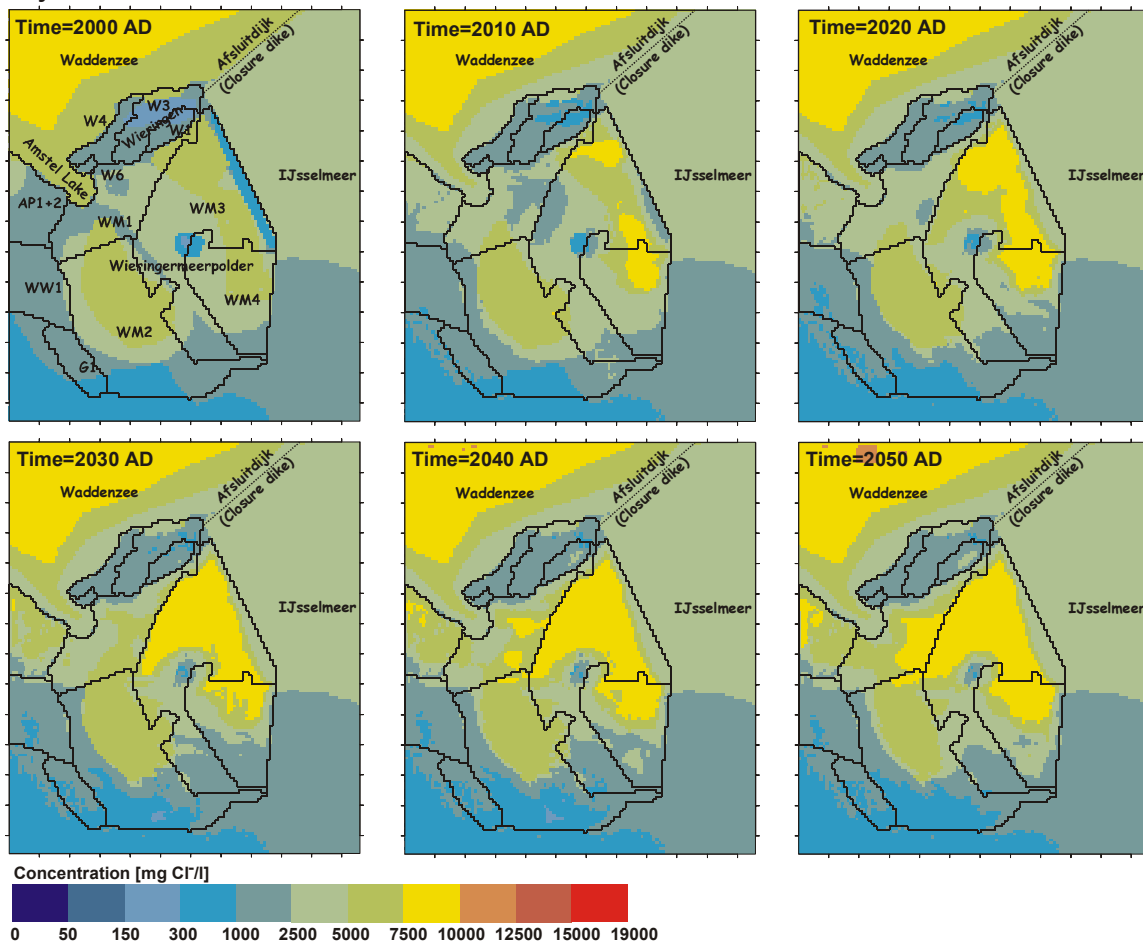 Time=2000 AD
Waddenzee
Afsluitdijk
(Closure dike)
W3
W4
Wieringen
W1
Amstel Lake
W6
IJsselmeer
AP1+2
WM1
WM3
Wieringermeerpolder
WW1
WM4
WM2
G1
Time=2010 AD
Waddenzee
Afsluitdijk
(Closure dike)
IJsselmeer
Time=2020 AD
Waddenzee
Afsluitdijk
(Closure dike)
IJsselmeer
Time=2030 AD
Waddenzee
Afsluitdijk
(Closure dike)
IJsselmeer
Time=2040 AD
Waddenzee
Afsluitdijk
(Closure dike)
IJsselmeer
Time=2050 AD
Waddenzee
Afsluitdijk
(Closure dike)
IJsselmeer
Concentration [mg Cl⁻/l]
0 50 150 300 1000 2500 5000 7500 10000 12500 15000 19000